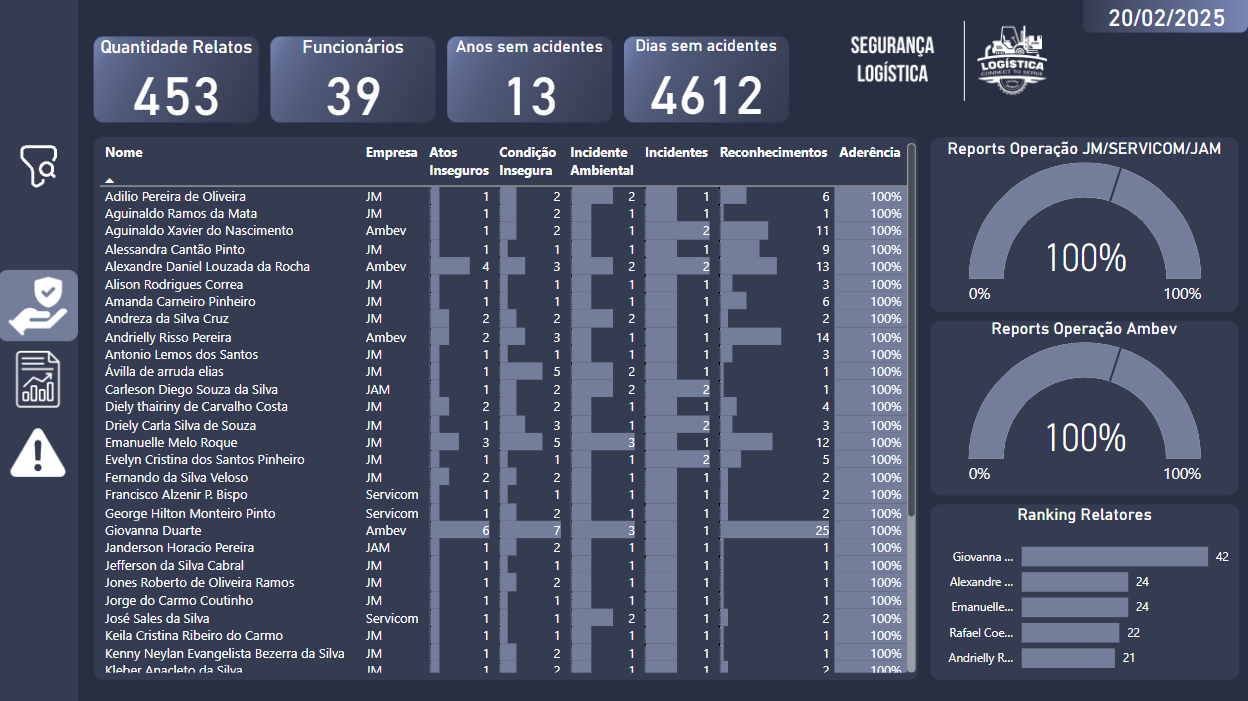 20/02/2025
Quantidade Relatos
453
Funcionários
39
Anos sem acidentes
13
Dias sem acidentes
4612
SEGURANÇA
LOGÍSTICA
LOGÍSTICA
CONNECT TO SERVE
Nome Empresa Atos Inseguros Condição Insegura Incidente Ambiental Incidentes Reconhecimentos Aderência
Adilio Pereira de Oliveira JM 1 2 2 1 6 100%
Aguinaldo Ramos da Mata JM 1 2 1 1 1 100%
Aguinaldo Xavier do Nascimento Ambev 1 2 1 2 11 100%
Alessandra Cantão Pinto JM 1 1 1 1 9 100%
Alexandre Daniel Louzada da Rocha Ambev 4 3 2 2 13 100%
Alison Rodrigues Correa JM 1 1 1 1 3 100%
Amanda Carneiro Pinheiro JM 1 1 1 1 6 100%
Andreza da Silva Cruz JM 2 2 2 1 2 100%
Andrielly Risso Pereira Ambev 2 3 1 1 14 100%
Antonio Lemos dos Santos JM 1 1 1 1 3 100%
Ávilla de arruda elias JM 1 5 2 1 1 100%
Carleson Diego Souza da Silva JAM 1 2 2 2 1 100%
Diely thairiny de Carvalho Costa JM 2 2 1 1 4 100%
Driely Carla Silva de Souza JM 1 3 1 2 3 100%
Emanuelle Melo Roque JM 3 5 3 1 12 100%
Evelyn Cristina dos Santos Pinheiro JM 1 1 1 2 5 100%
Fernando da Silva Veloso JM 2 2 1 1 2 100%
Francisco Alzenir P. Bispo Servicom 1 1 1 1 2 100%
George Hilton Monteiro Pinto Servicom 1 2 1 1 2 100%
Giovanna Duarte Ambev 6 7 3 1 25 100%
Janderson Horacio Pereira JAM 1 2 1 1 1 100%
Jefferson da Silva Cabral JM 1 1 1 1 1 100%
Jones Roberto de Oliveira Ramos JM 1 2 1 1 1 100%
Jorge do Carmo Coutinho JM 1 1 1 1 1 100%
José Sales da Silva Servicom 1 1 2 1 2 100%
Keila Cristina Ribeiro do Carmo JM 1 1 1 1 1 100%
Kenny Neylan Evangelista Bezerra da Silva JM 1 2 1 1 1 100%
Kleber Anacleto da Silva JM 1 2 1 1 2 100%
Reports Operação JM/SERVICOM/JAM
100%
0% 100%
Reports Operação Ambev
100%
0% 100%
Ranking Relatores
Giovanna ... 42
Alexandre ... 24
Emanuelle... 24
Rafael Coe... 22
Andrielly R... 21